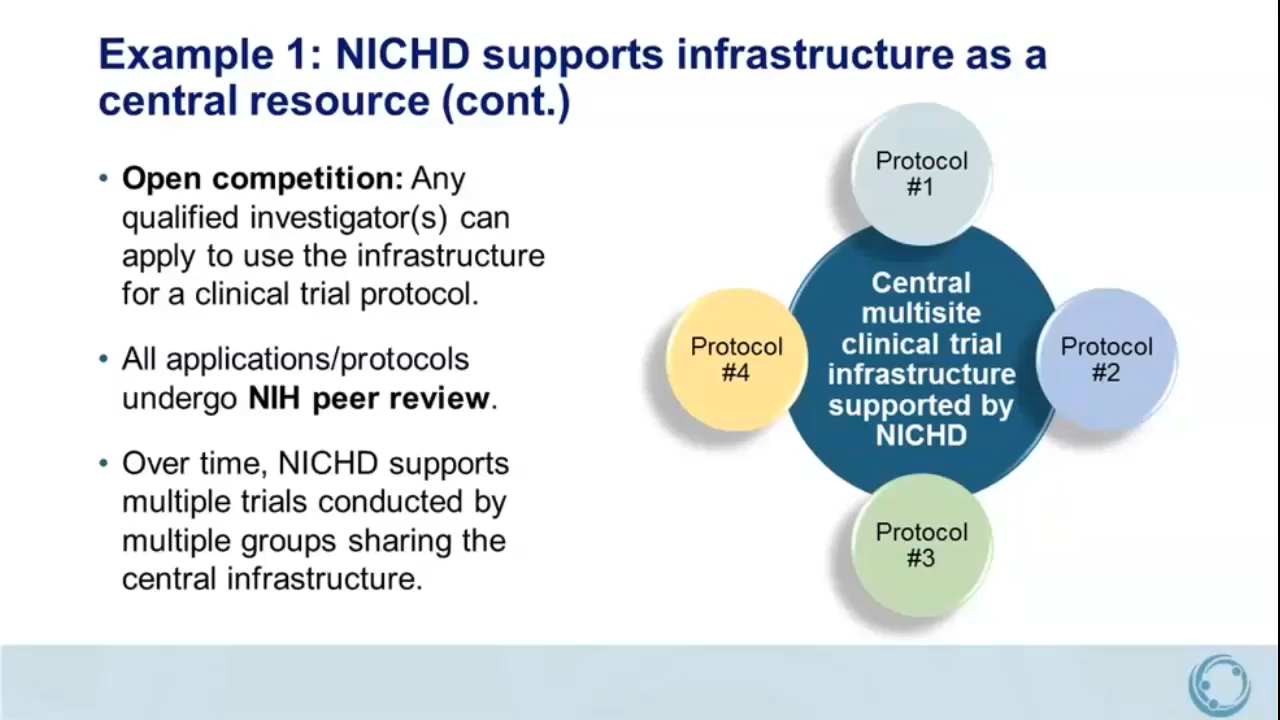 Example 1: NICHD supports infrastructure as a
central resource (cont.)
• Open competition: Any
qualified investigator(s) can
apply to use the infrastructure
for a clinical trial protocol.
• All applications/protocols
undergo NIH peer review.
• Over time, NICHD supports
multiple trials conducted by
multiple groups sharing the
central infrastructure.
Protocol
#1
Central
multisite
clinical trial
infrastructure
supported by
NICHD
Protocol
#2
Protocol
#3
Protocol
#4